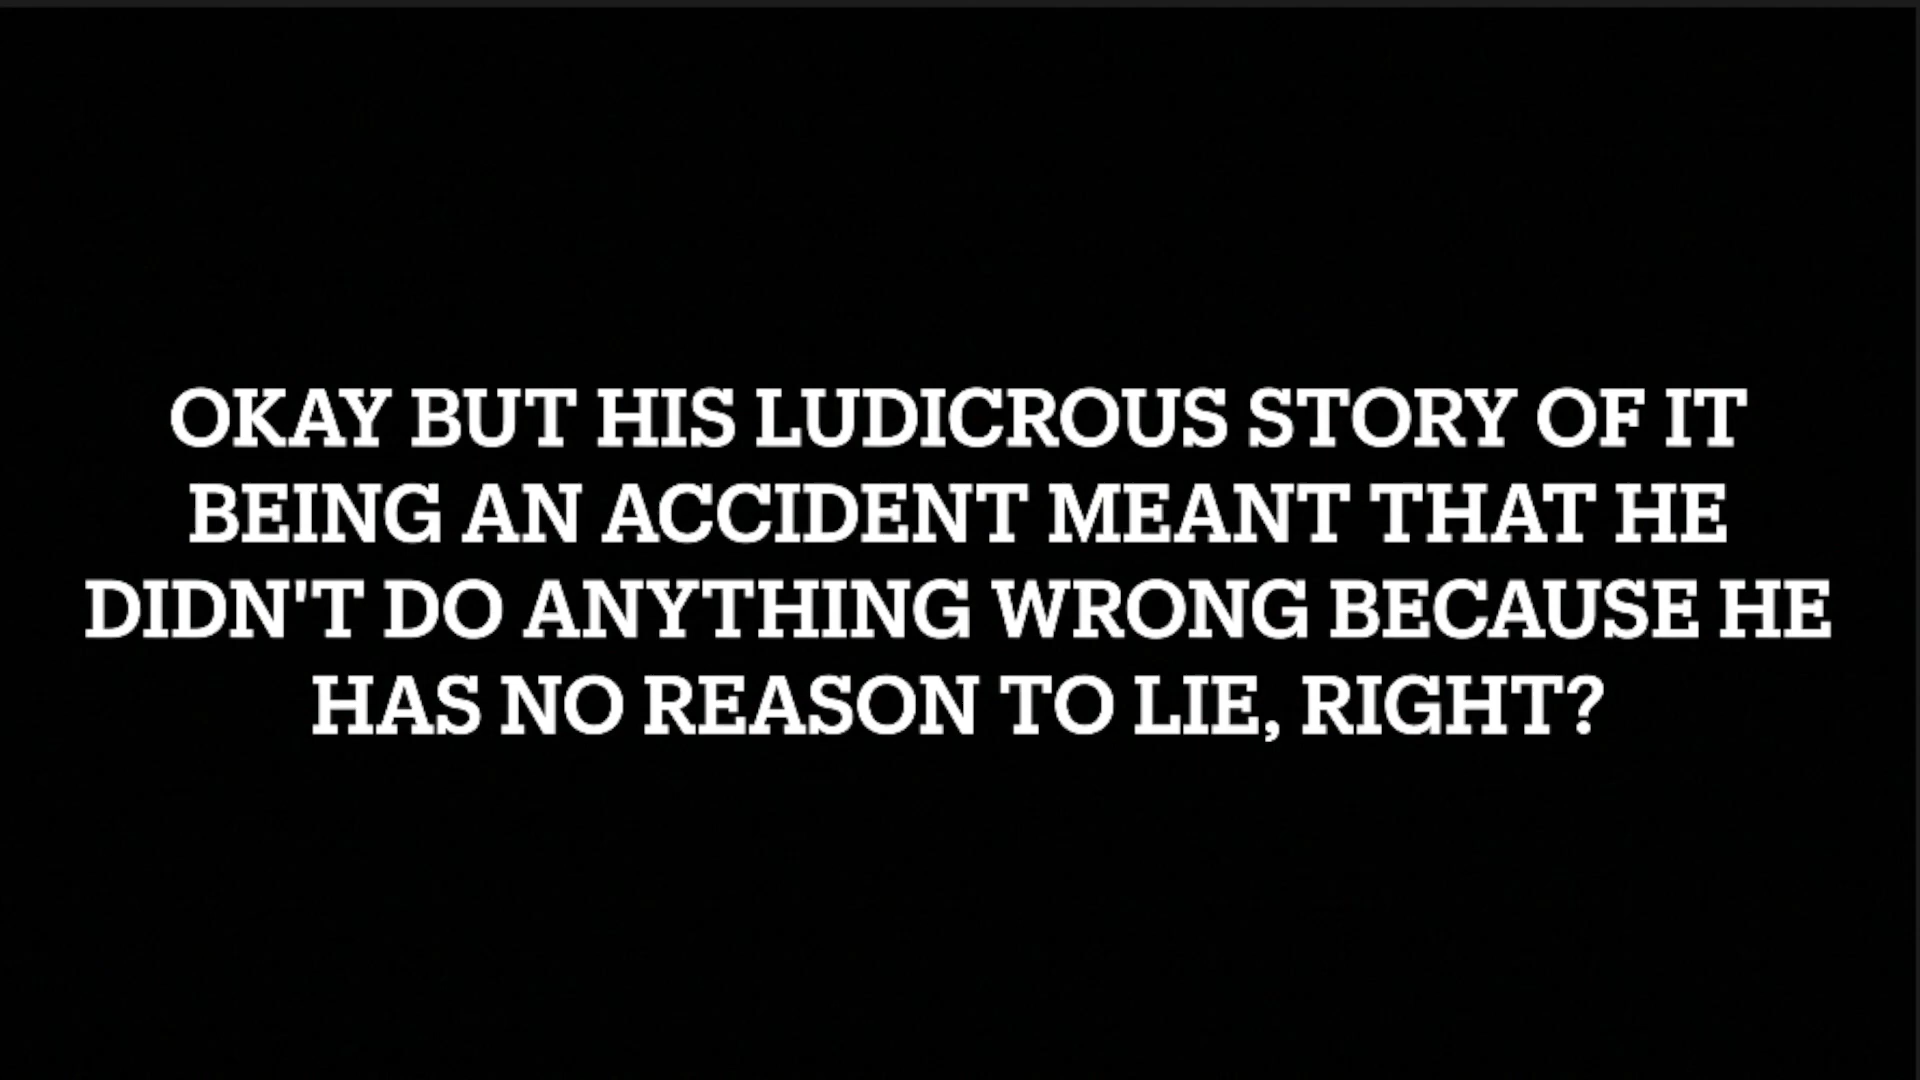 OKAY BUT HIS LUDICROUS STORY OF IT
BEING AN ACCIDENT MEANT THAT HE
DIDN'T DO ANYTHING WRONG BECAUSE HE
HAS NO REASON TO LIE, RIGHT?